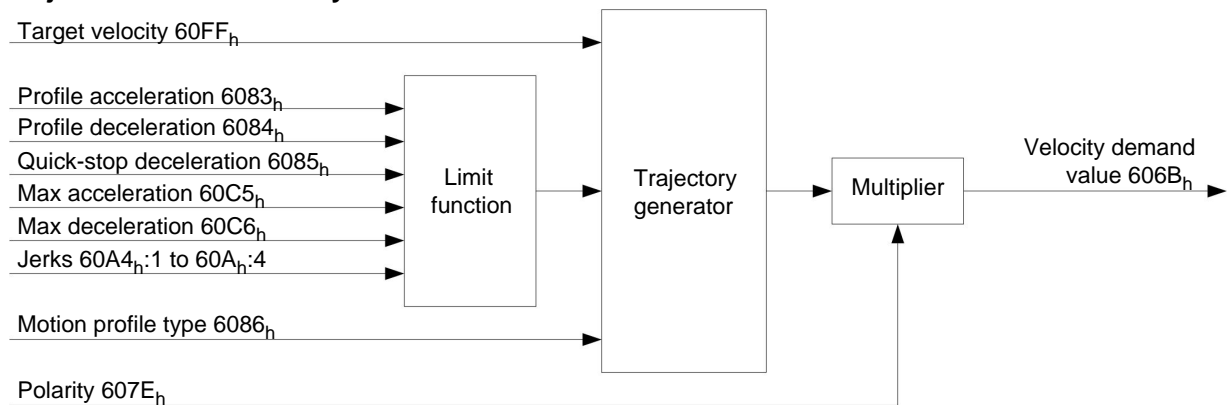 Target velocity 60FFh
Profile acceleration 6083h
Profile deceleration 6084h
Quick-stop deceleration 6085h
Max acceleration 60C5h
Max deceleration 60C6h
Jerks 60A4h:1 to 60Ah:4
Motion profile type 6086h
Polarity 607Eh
Limit
function
Trajectory
generator
Multiplier
Velocity demand
value 606Bh